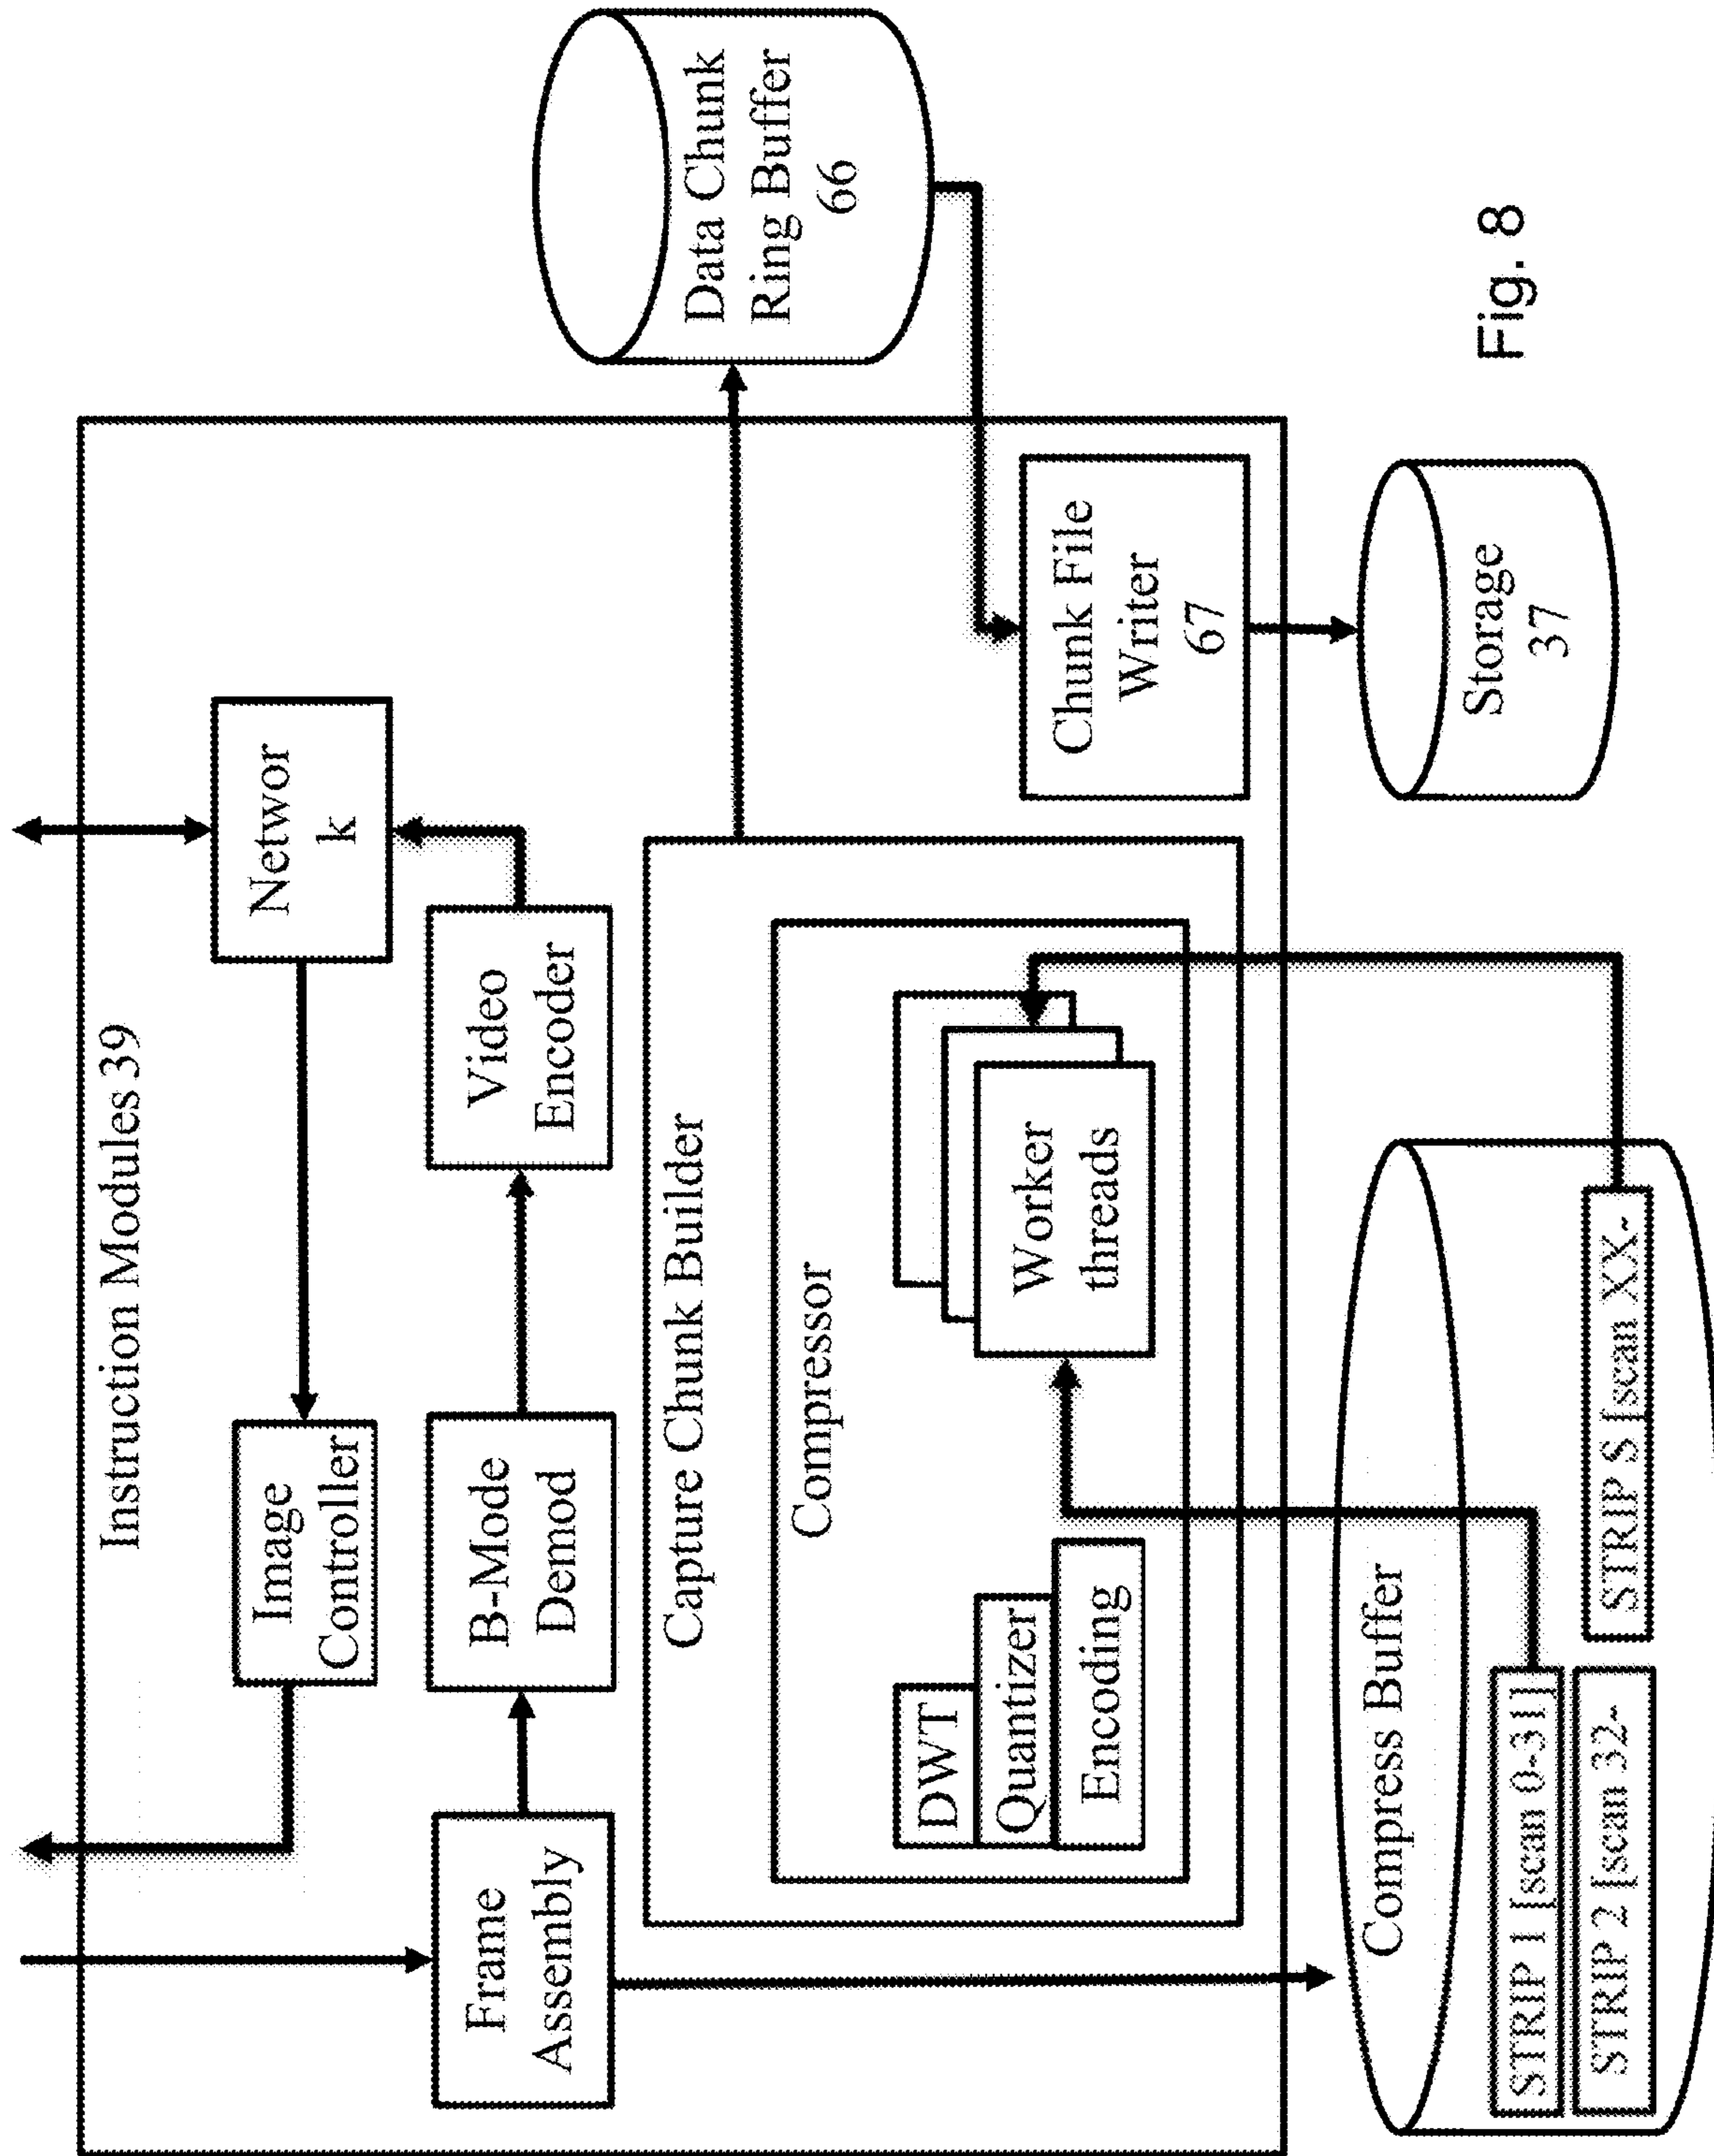 Instruction Modules 39
Image
Controller
Networ
k
Frame
Assembly
B-Mode
Demod
Video
Encoder
Data Chunk
Ring Buffer
66
Capture Chunk Builder
Compressor
DWT
Quantizer
Encoding
Worker
threads
Chunk File
Writer
67
Compress Buffer
STRIP 1 [scan 0-31]
STRIP 2 [scan 32-
STRIP S [scan XX-
Storage
37
Fig. 8